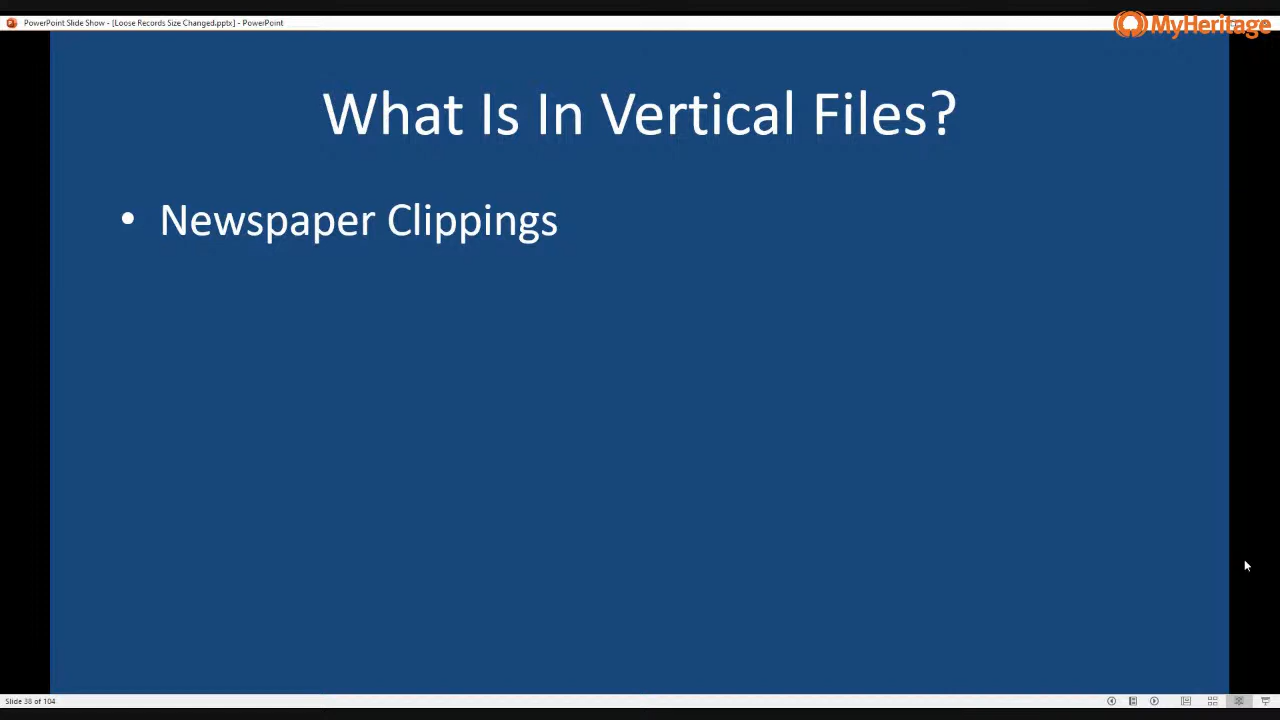 PowerPoint Slide Show - [Loose Records Size Changed.pptx] - PowerPoint
MyHeritage
What Is In Vertical Files?
• Newspaper Clippings
Slide 38 of 104